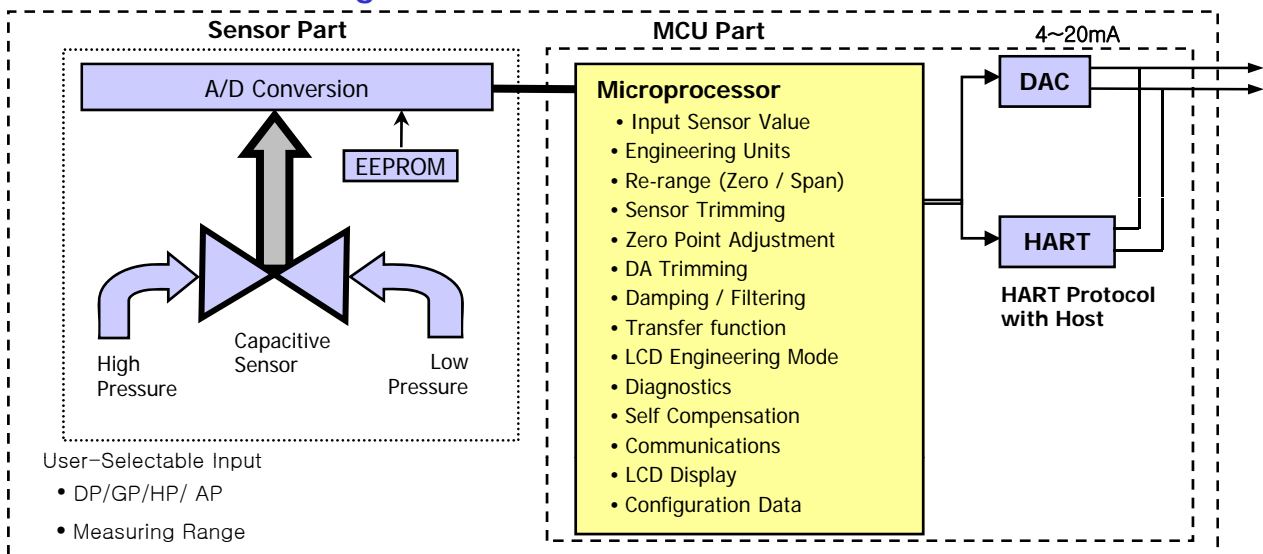 Sensor Part
A/D Conversion
EEPROM
High
Pressure
Capacitive
Sensor
Low
Pressure
User-Selectable Input
• DP/GP/HP/ AP
• Measuring Range
MCU Part
Microprocessor
• Input Sensor Value
• Engineering Units
• Re-range (Zero / Span)
• Sensor Trimming
• Zero Point Adjustment
• DA Trimming
• Damping / Filtering
• Transfer function
• LCD Engineering Mode
• Diagnostics
• Self Compensation
• Communications
• LCD Display
• Configuration Data
4~20mA
DAC
HART
HART Protocol
with Host